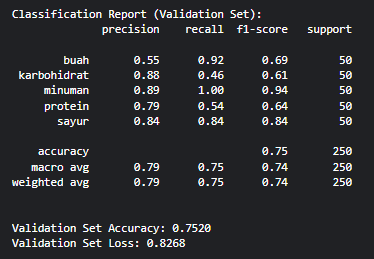 Classification Report (Validation Set):
precision recall f1-score support
buah 0.55 0.92 0.69 50
karbohidrat 0.88 0.46 0.61 50
minuman 0.89 1.00 0.94 50
protein 0.79 0.54 0.64 50
sayur 0.84 0.84 0.84 50
accuracy 0.75 250
macro avg 0.79 0.75 0.74 250
weighted avg 0.79 0.75 0.74 250
Validation Set Accuracy: 0.7520
Validation Set Loss: 0.8268